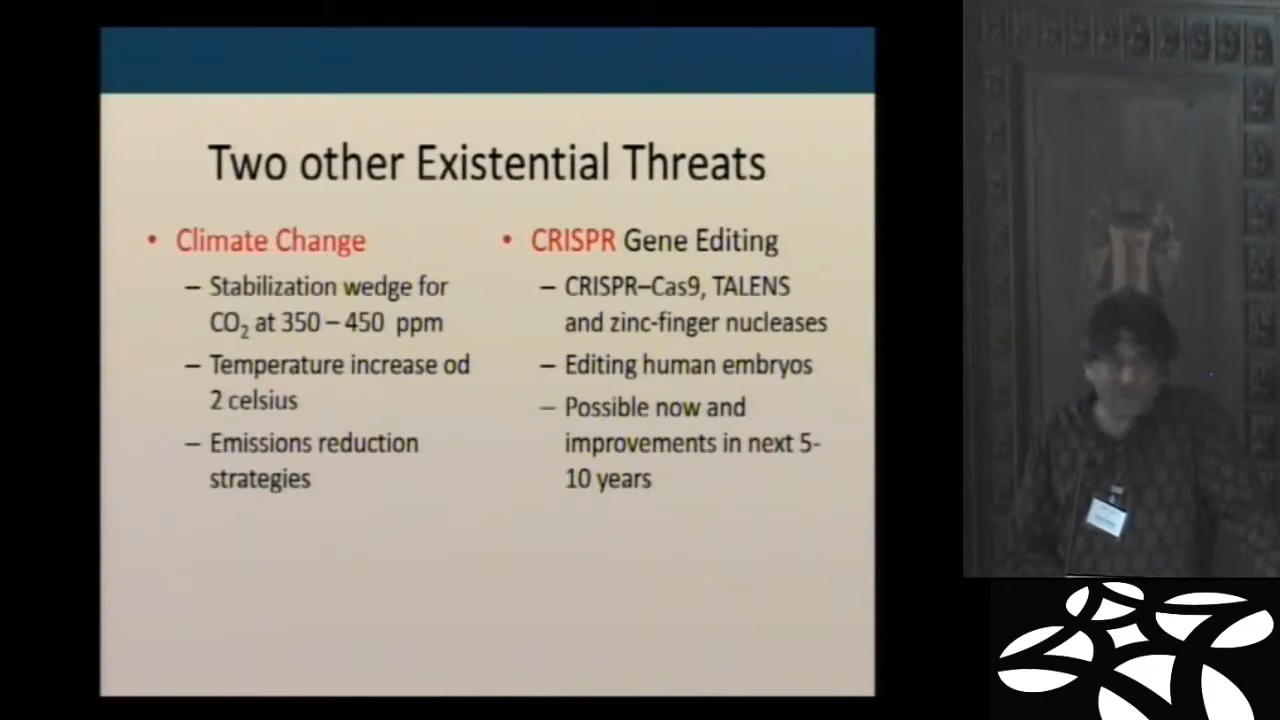 Two other Existential Threats
• Climate Change
– Stabilization wedge for
CO₂ at 350 – 450 ppm
– Temperature increase od
2 celsius
– Emissions reduction
strategies
• CRISPR Gene Editing
– CRISPR–Cas9, TALENS
and zinc-finger nucleases
– Editing human embryos
– Possible now and
improvements in next 5-
10 years